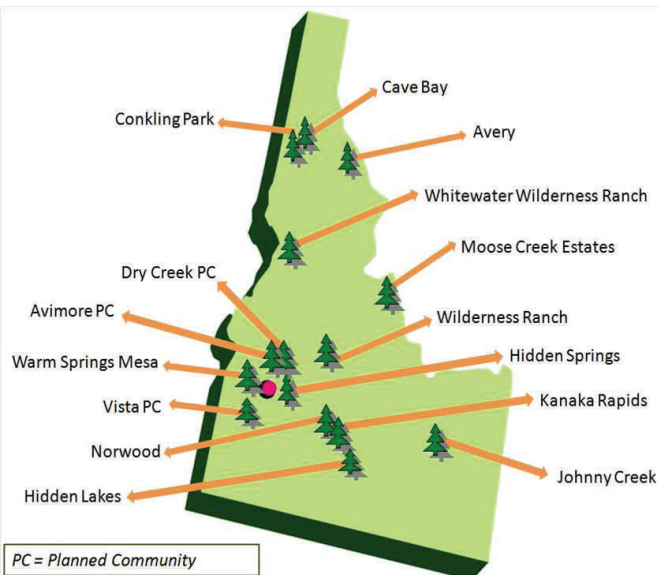 Cave Bay
Conkling Park
Avery
Whitewater Wilderness Ranch
Moose Creek Estates
Dry Creek PC
Avimore PC
Wilderness Ranch
Warm Springs Mesa
Hidden Springs
Vista PC
Kanaka Rapids
Norwood
Johnny Creek
Hidden Lakes
PC = Planned Community